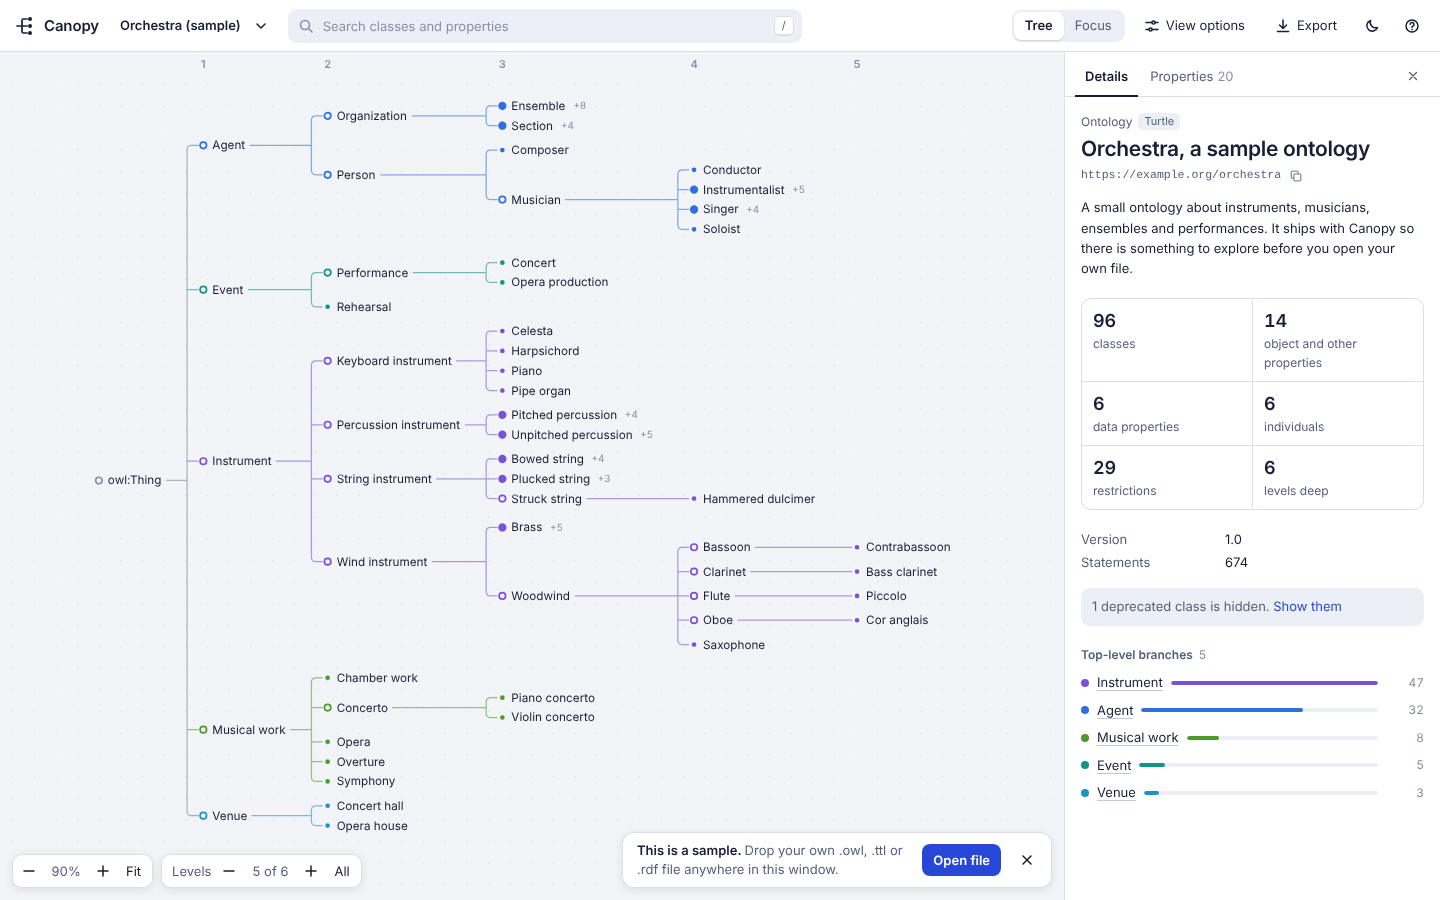 Canopy
Orchestra (sample)
Search classes and properties
/
Tree
Focus
View options
Export
1
2
3
4
5
owl:Thing
Agent
Organization
Ensemble +8
Section +4
Person
Composer
Musician
Conductor
Instrumentalist +5
Singer +4
Soloist
Event
Performance
Concert
Opera production
Rehearsal
Instrument
Keyboard instrument
Celesta
Harpsichord
Piano
Pipe organ
Percussion instrument
Pitched percussion +4
Unpitched percussion +5
String instrument
Bowed string +4
Plucked string +3
Struck string
Hammered dulcimer
Wind instrument
Brass +5
Woodwind
Bassoon
Contrabassoon
Clarinet
Bass clarinet
Flute
Piccolo
Oboe
Cor anglais
Saxophone
Musical work
Chamber work
Concerto
Piano concerto
Violin concerto
Opera
Overture
Symphony
Venue
Concert hall
Opera house
90%
Fit
Levels
5 of 6
All
This is a sample. Drop your own .owl, .ttl or
.rdf file anywhere in this window.
Open file
Details
Properties 20
Ontology Turtle
Orchestra, a sample ontology
https://example.org/orchestra
A small ontology about instruments, musicians,
ensembles and performances. It ships with Canopy so
there is something to explore before you open your
own file.
96
classes
14
object and other
properties
6
data properties
6
individuals
29
restrictions
6
levels deep
Version 1.0
Statements 674
1 deprecated class is hidden. Show them
Top-level branches 5
Instrument 47
Agent 32
Musical work 8
Event 5
Venue 3